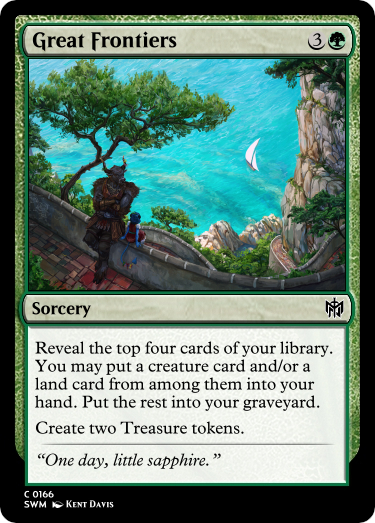 Great Frontiers 3
Sorcery
Reveal the top four cards of your library.
You may put a creature card and/or a
land card from among them into your
hand. Put the rest into your graveyard.
Create two Treasure tokens.
“One day, little sapphire.”
C 0166
SWM Kent Davis